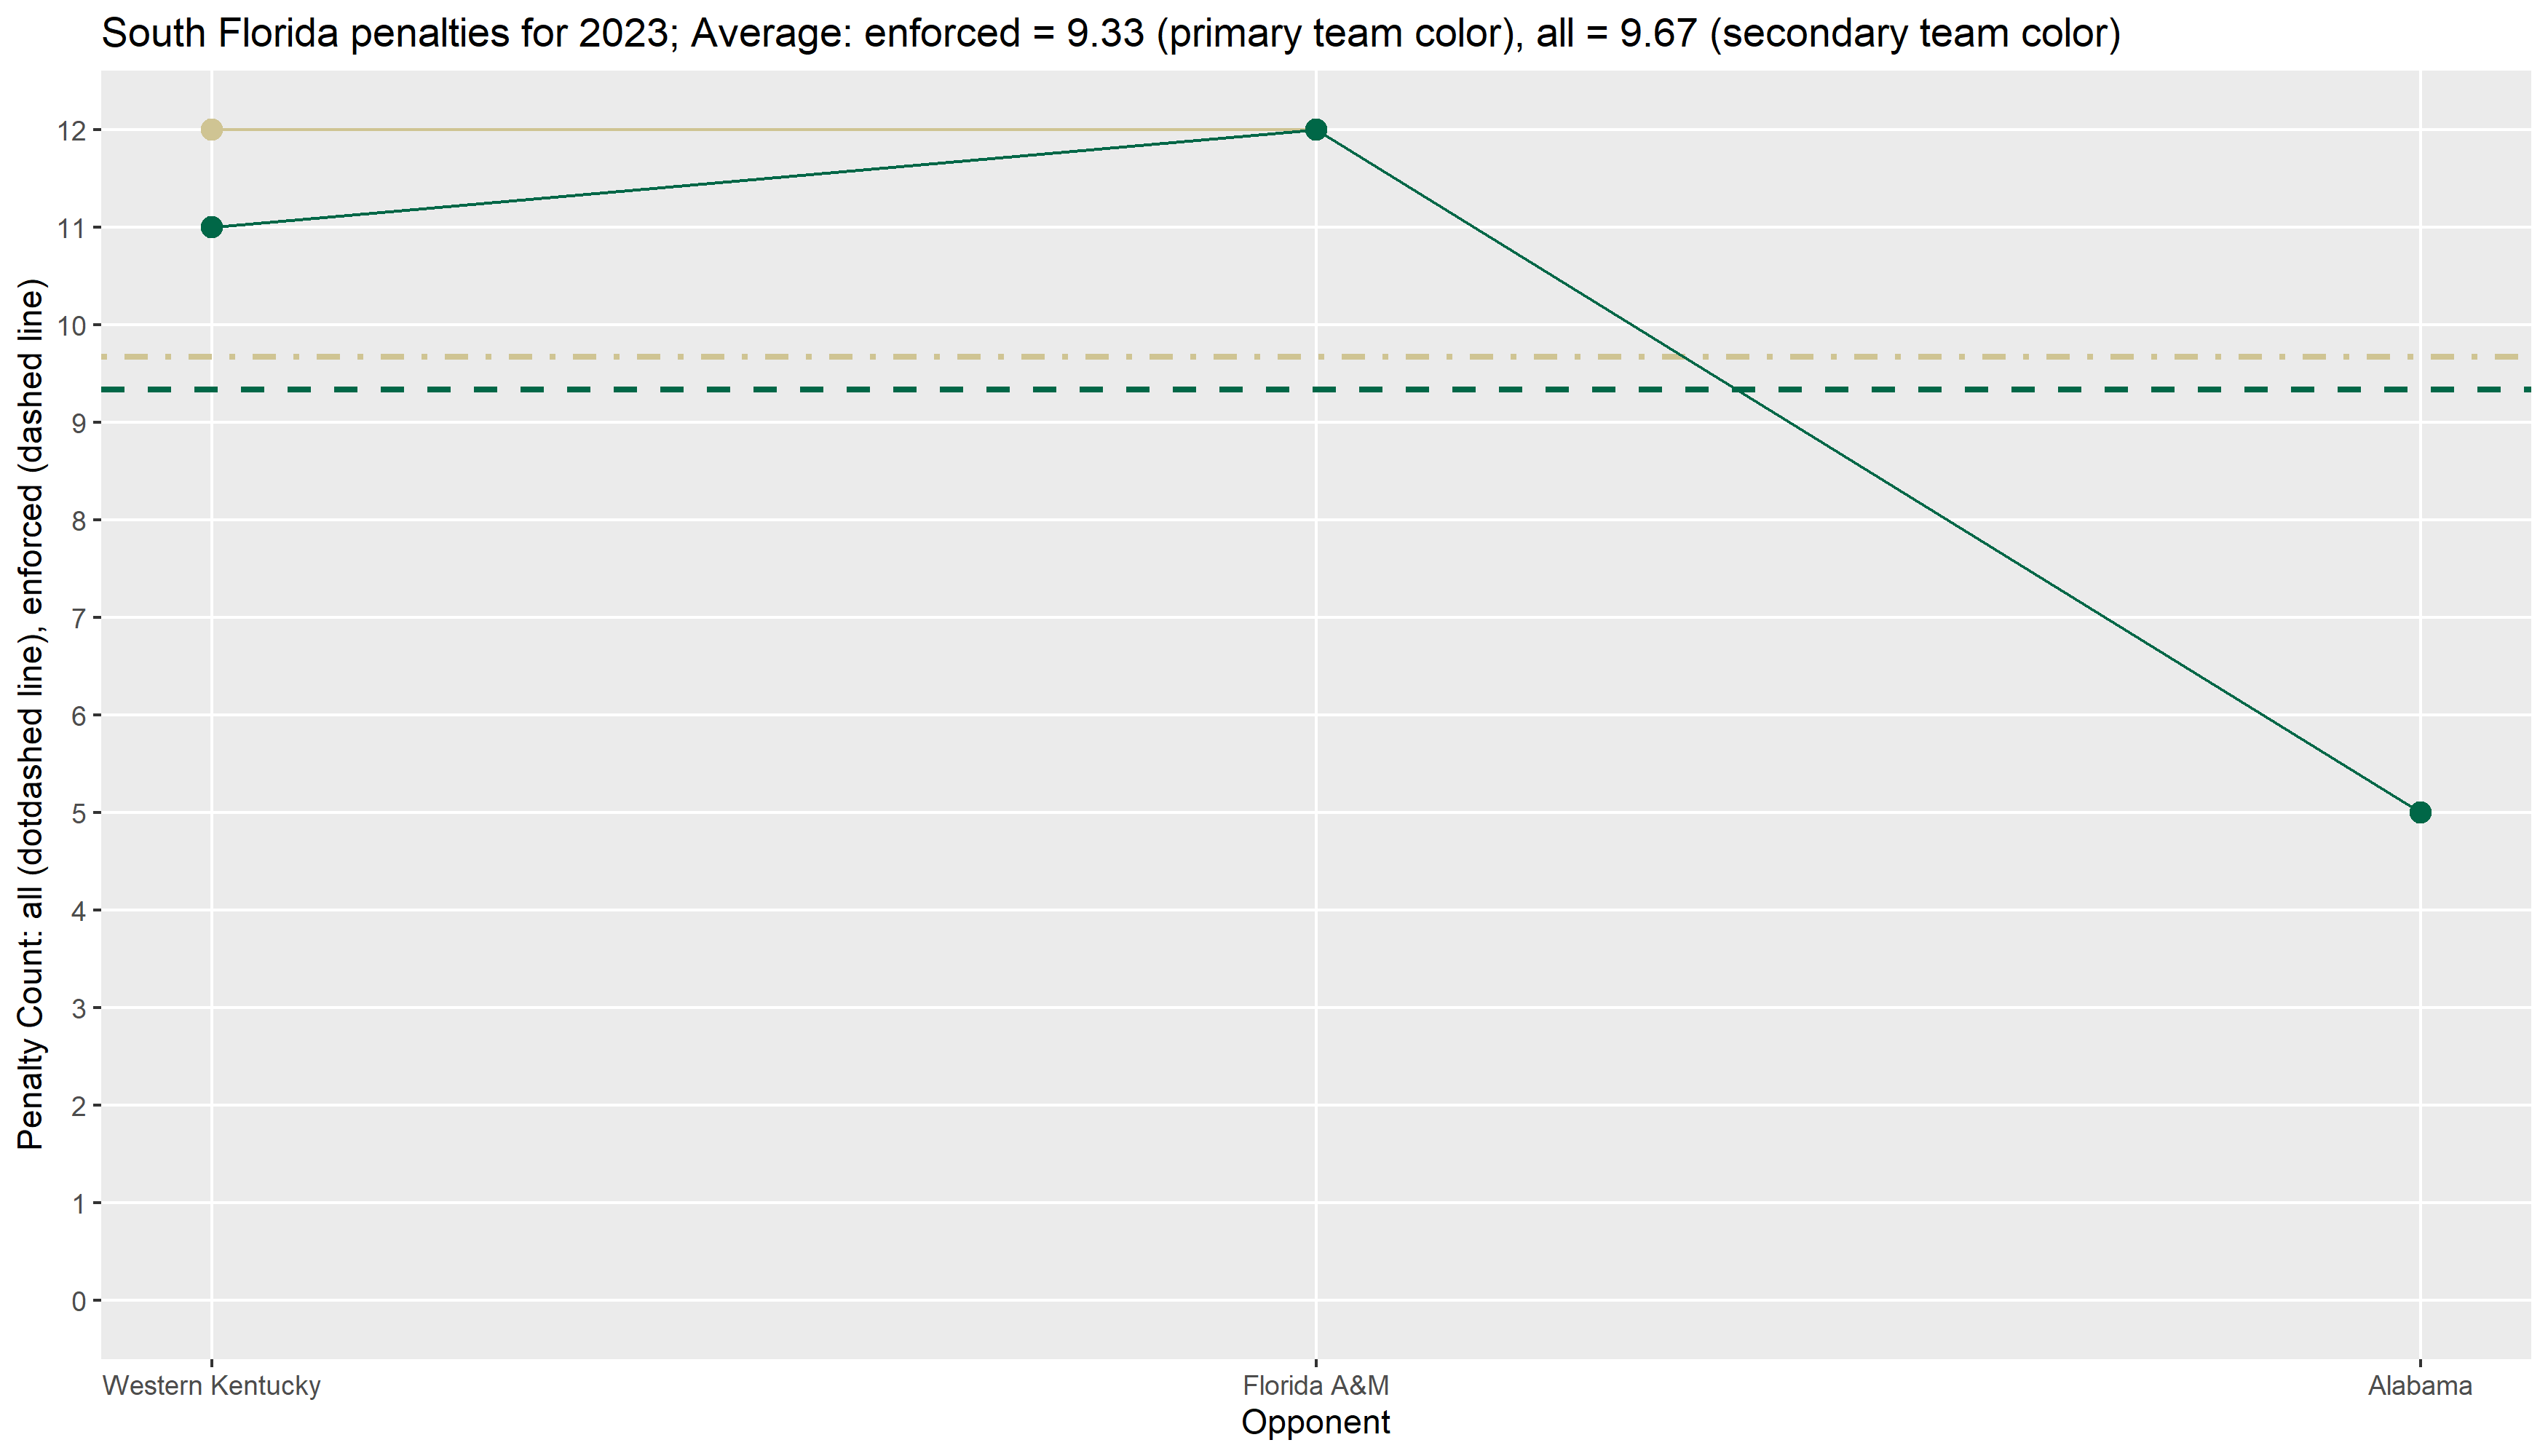 South Florida penalties for 2023; Average: enforced = 9.33 (primary team color), all = 9.67 (secondary team color)
Penalty Count: all (dotdashed line), enforced (dashed line)
12
11
10
9
8
7
6
5
4
3
2
1
0
Western Kentucky
Florida A&M
Alabama
Opponent